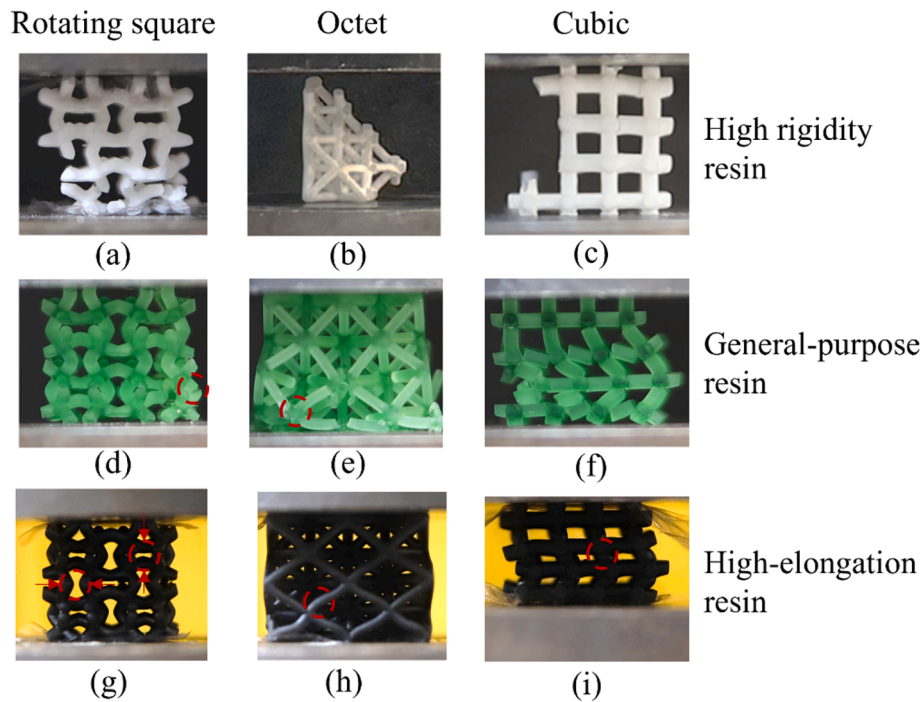 Rotating square
Octet
Cubic
High rigidity
resin
(a)
(b)
(c)
General-purpose
resin
(d)
(e)
(f)
High-elongation
resin
(g)
(h)
(i)